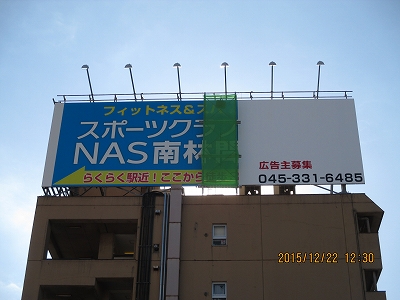 フィットネス&ス
スポーツクラブ
NAS南林間
らくらく駅近!ここから
広告主募集
045-331-6485
2015/12/22 12:30